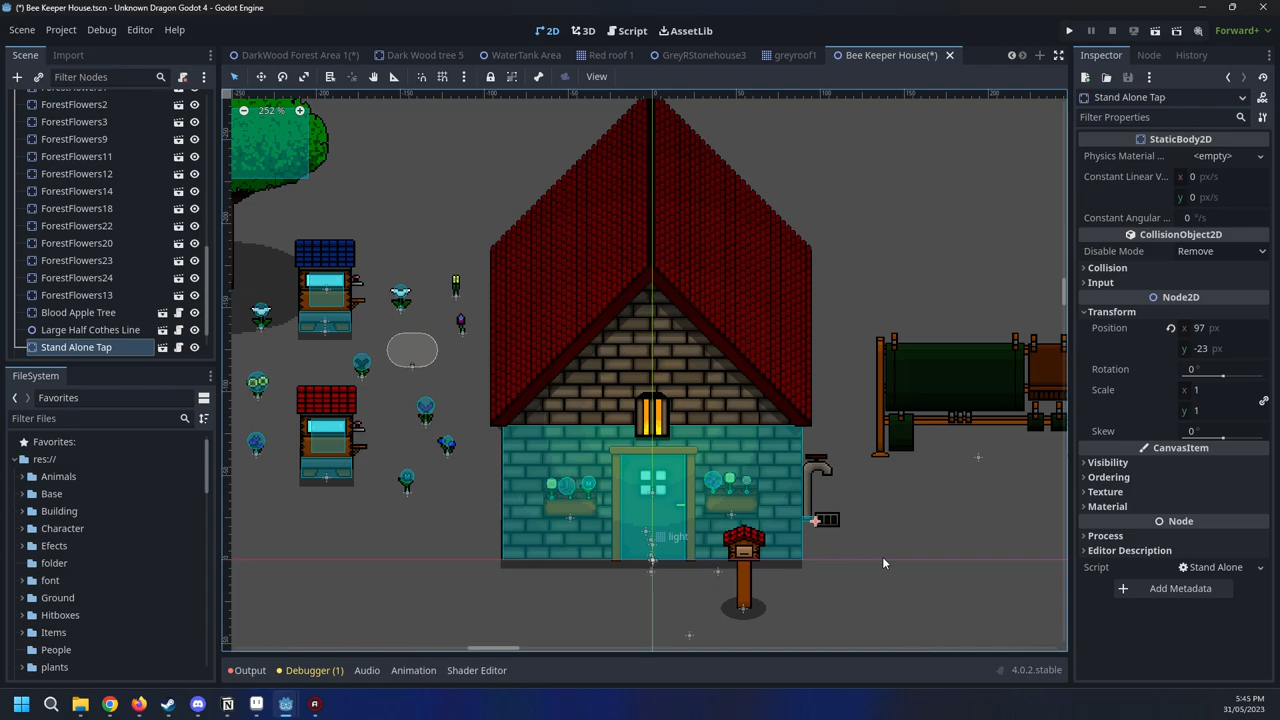 (*) Bee Keeper House.tscn - Unknown Dragon Godot 4 - Godot Engine
Scene Project Debug Editor Help
2D 3D Script AssetLib
Forward+
Scene Import
DarkWood Forest Area 1(*) Dark Wood tree 5 WaterTank Area Red roof 1 GreyRStonehouse3 greyroof1 Bee Keeper House(*)
Inspector Node History
Filter Nodes
View
ForestFlowers2
ForestFlowers3
ForestFlowers9
ForestFlowers11
ForestFlowers12
ForestFlowers14
ForestFlowers18
ForestFlowers22
ForestFlowers20
ForestFlowers23
ForestFlowers24
ForestFlowers13
Blood Apple Tree
Large Half Cothes Line
Stand Alone Tap
FileSystem
Favorites
Filter Files
Favorites:
res://
Animals
Base
Building
Character
Efects
folder
font
Ground
Hitboxes
Items
People
plants
252 %
light
Output Debugger (1) Audio Animation Shader Editor
4.0.2.stable
Stand Alone Tap
Filter Properties
StaticBody2D
Physics Material ... <empty>
Constant Linear V... x 0 px/s
y 0 px/s
Constant Angular ... 0 °/s
CollisionObject2D
Disable Mode Remove
Collision
Input
Node2D
Transform
Position x 97 px
y -23 px
Rotation 0 °
Scale x 1
y 1
Skew 0 °
CanvasItem
Visibility
Ordering
Texture
Material
Node
Process
Editor Description
Script Stand Alone
Add Metadata
5:45 PM
31/05/2023